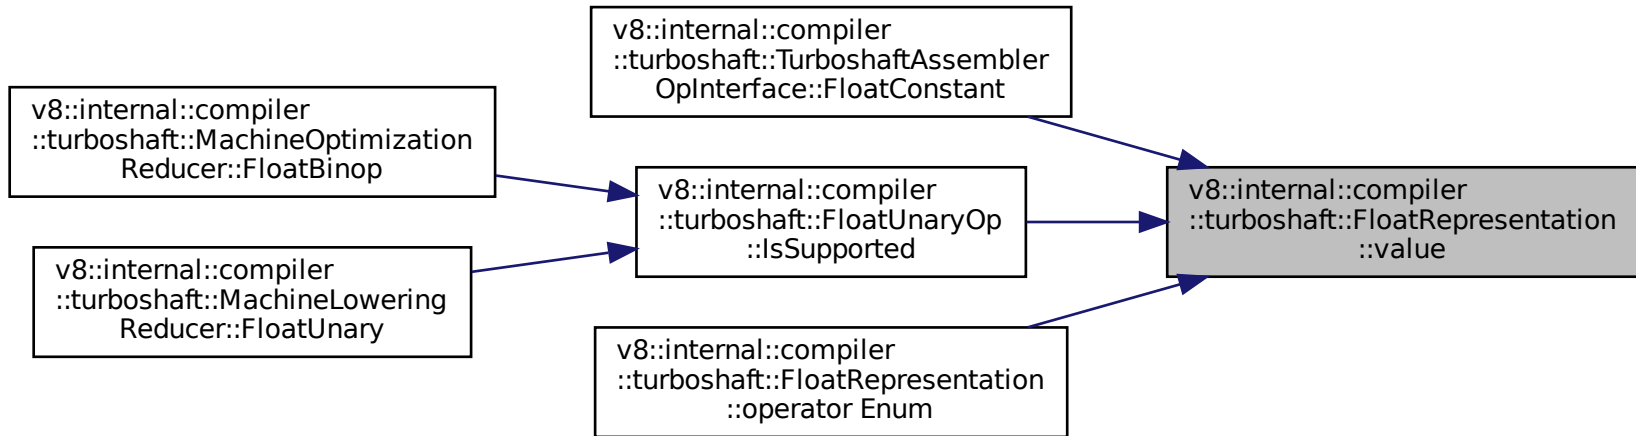 v8::internal::compiler
::turboshaft::MachineOptimization
Reducer::FloatBinop
v8::internal::compiler
::turboshaft::MachineLowering
Reducer::FloatUnary
v8::internal::compiler
::turboshaft::TurboshaftAssembler
OpInterface::FloatConstant
v8::internal::compiler
::turboshaft::FloatUnaryOp
::IsSupported
v8::internal::compiler
::turboshaft::FloatRepresentation
::operator Enum
v8::internal::compiler
::turboshaft::FloatRepresentation
::value